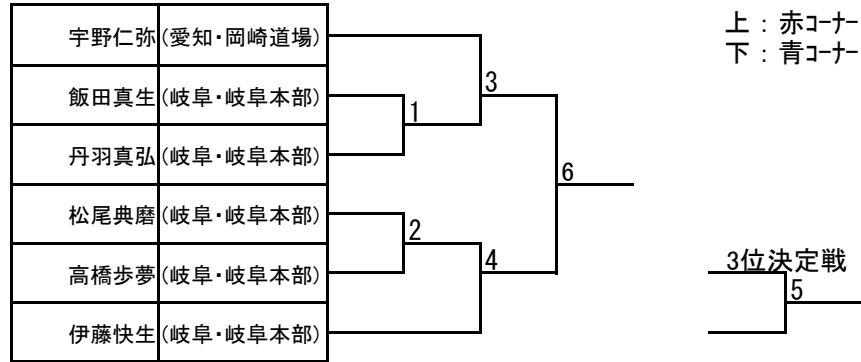 宇野仁弥(愛知・岡崎道場)
飯田真生(岐阜・岐阜本部)
丹羽真弘(岐阜・岐阜本部)
松尾典磨(岐阜・岐阜本部)
高橋歩夢(岐阜・岐阜本部)
伊藤快生(岐阜・岐阜本部)
1
2
3
4
6
上：赤ｺｰﾅｰ
下：青ｺｰﾅｰ
3位決定戦
5